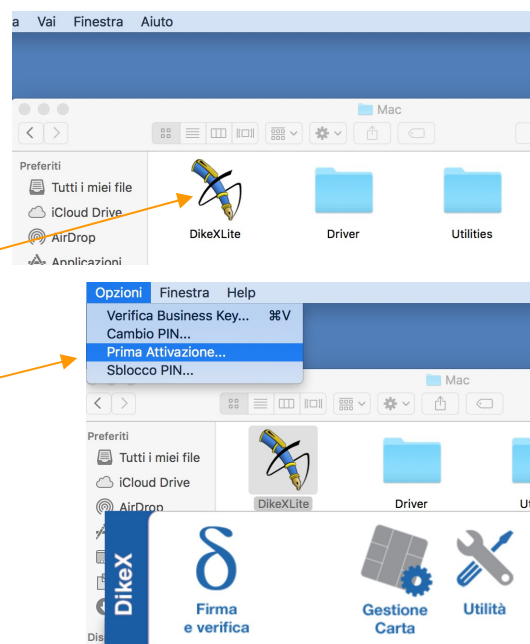 a Vai Finestra Aiuto
Mac
Preferiti
Tutti i miei file
iCloud Drive
AirDrop
Applicazioni
DikeXLite Driver Utilities
Opzioni Finestra Help
Verifica Business Key... ⌘V
Cambio PIN...
Prima Attivazione...
Sblocco PIN...
Mac
Preferiti
Tutti i miei file
iCloud Drive
AirDrop
DikeXLite Driver Ut
Dis
DikeX
Firma
e verifica
Gestione
Carta
Utilità